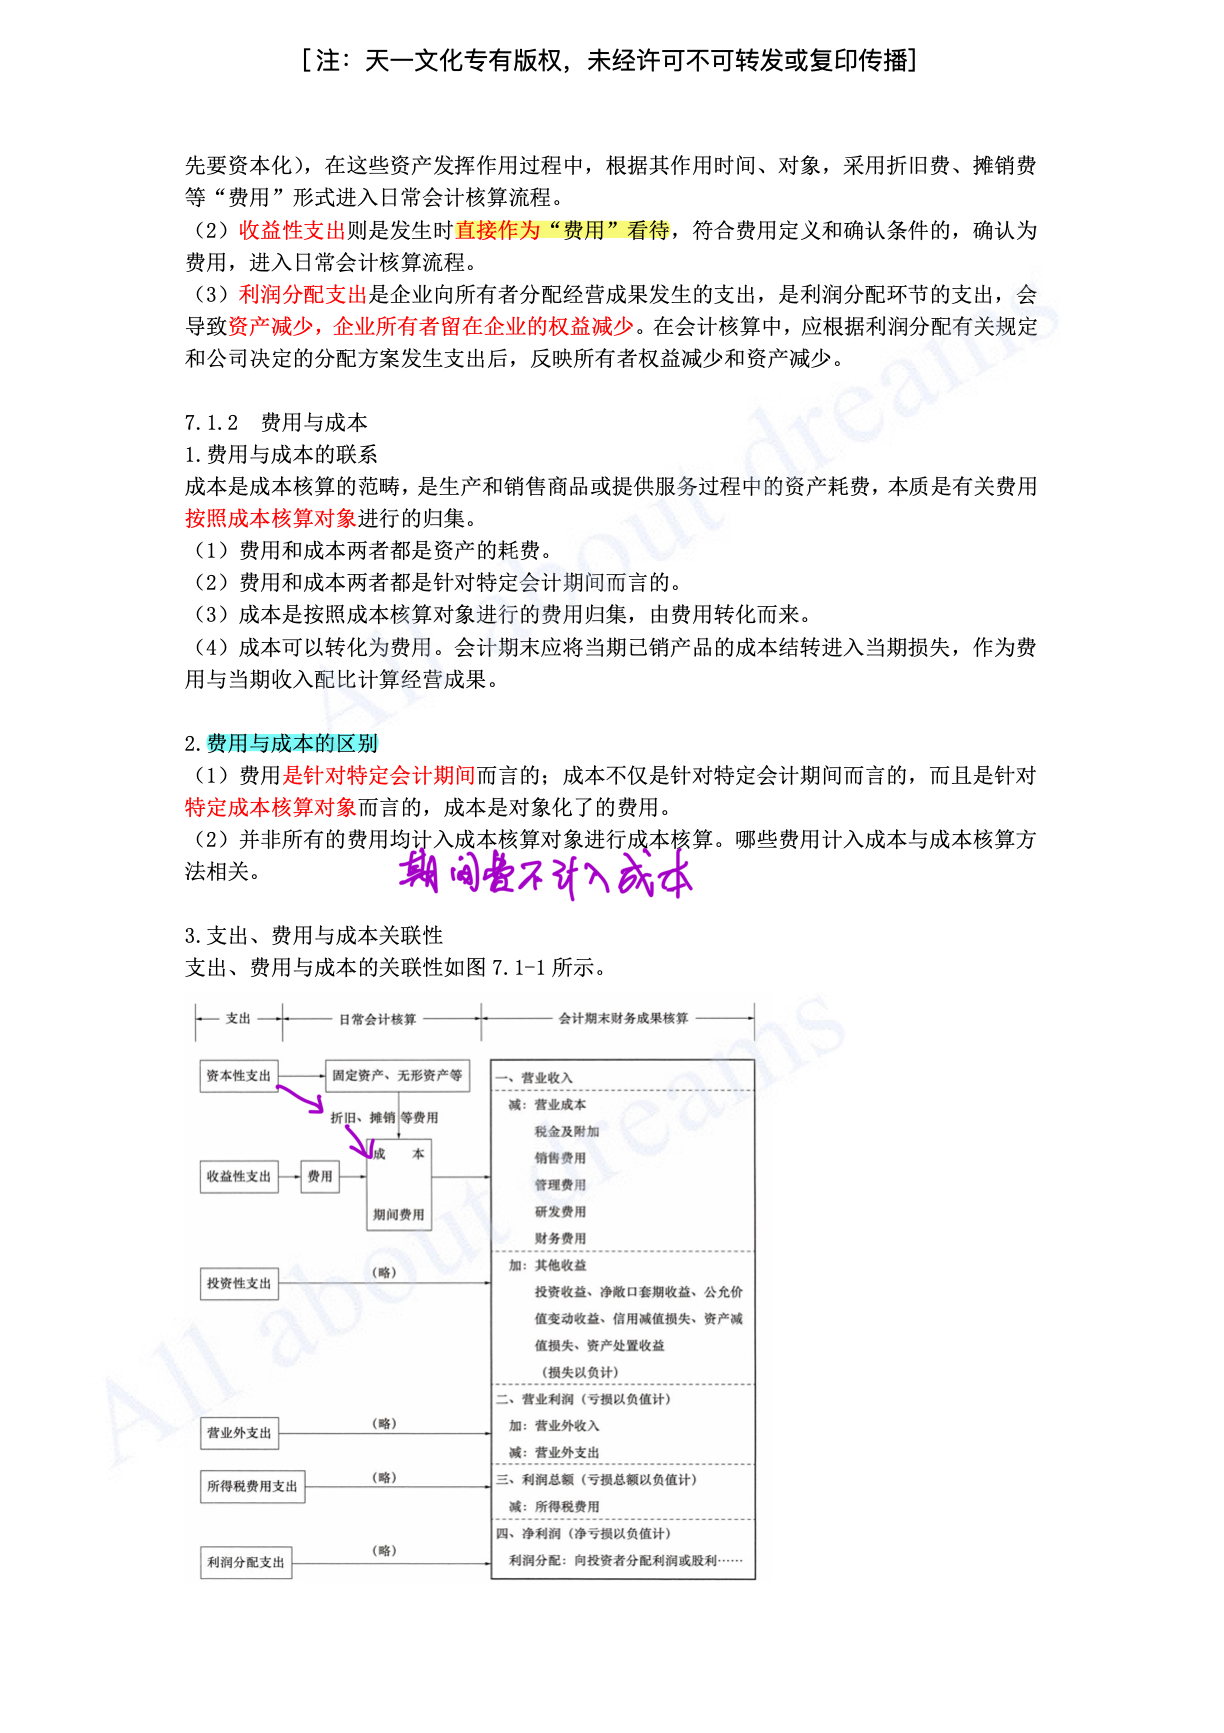 [注：天一文化专有版权，未经许可不可转发或复印传播]
先要资本化），在这些资产发挥作用过程中，根据其作用时间、对象，采用折旧费、摊销费
等“费用”形式进入日常会计核算流程。
（2）收益性支出则是发生时直接作为“费用”看待，符合费用定义和确认条件的，确认为
费用，进入日常会计核算流程。
（3）利润分配支出是企业向所有者分配经营成果发生的支出，是利润分配环节的支出，会
导致资产减少，企业所有者留在企业的权益减少。在会计核算中，应根据利润分配有关规定
和公司决定的分配方案发生支出后，反映所有者权益减少和资产减少。
7.1.2 费用与成本
1.费用与成本的联系
成本是成本核算的范畴，是生产和销售商品或提供服务过程中的资产耗费，本质是有关费用
按照成本核算对象进行的归集。
（1）费用和成本两者都是资产的耗费。
（2）费用和成本两者都是针对特定会计期间而言的。
（3）成本是按照成本核算对象进行的费用归集，由费用转化而来。
（4）成本可以转化为费用。会计期末应将当期已销产品的成本结转进入当期损失，作为费
用与当期收入配比计算经营成果。
2.费用与成本的区别
（1）费用是针对特定会计期间而言的；成本不仅是针对特定会计期间而言的，而且是针对
特定成本核算对象而言的，成本是对象化了的费用。
（2）并非所有的费用均计入成本核算对象进行成本核算。哪些费用计入成本与成本核算方
法相关。
期间费不计入成本
3.支出、费用与成本关联性
支出、费用与成本的关联性如图 7.1-1 所示。
支出 日常会计核算 会计期末财务成果核算
资本性支出 固定资产、无形资产等
折旧、摊销等费用
收益性支出 费用
成 本
期间费用
投资性支出 （略）
营业外支出 （略）
所得税费用支出 （略）
利润分配支出 （略）
一、营业收入
减：营业成本
税金及附加
销售费用
管理费用
研发费用
财务费用
加：其他收益
投资收益、净敞口套期收益、公允价
值变动收益、信用减值损失、资产减
值损失、资产处置收益
（损失以负计）
二、营业利润（亏损以负值计）
加：营业外收入
减：营业外支出
三、利润总额（亏损总额以负值计）
减：所得税费用
四、净利润（净亏损以负值计）
利润分配：向投资者分配利润或股利……
All about dreams
All about dreams